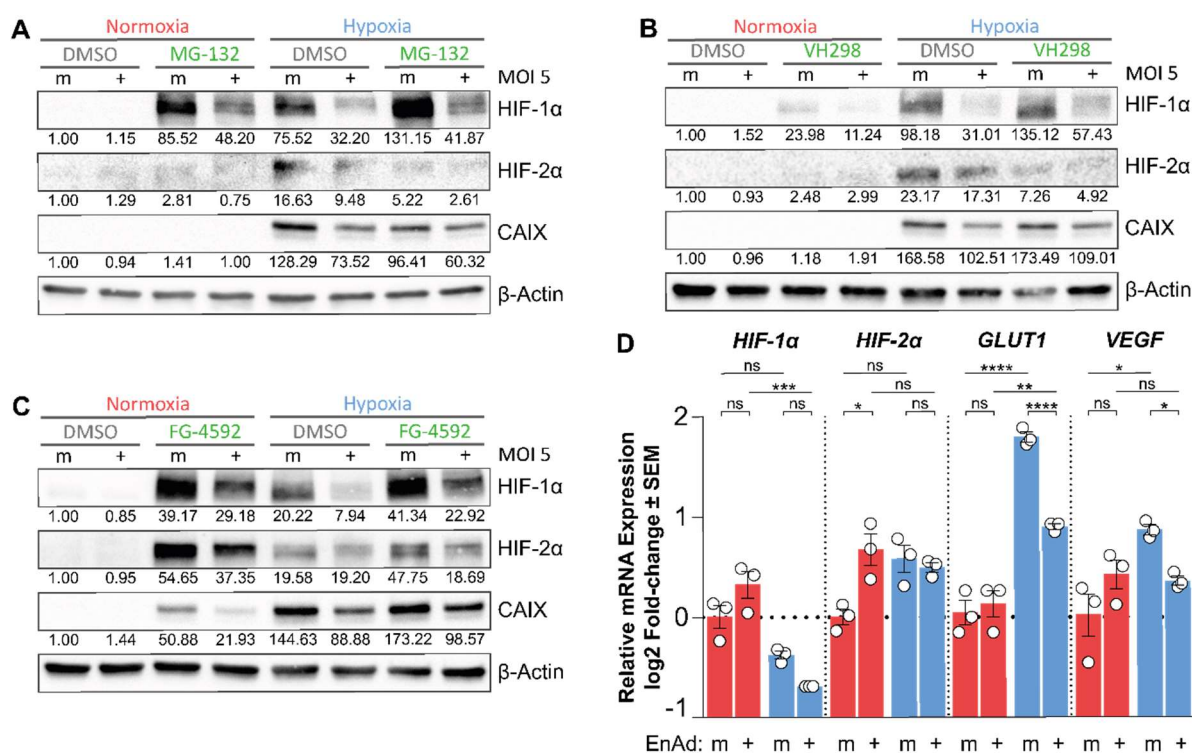 A
Normoxia Hypoxia
DMSO MG-132 DMSO MG-132
m + m + m + m + MOI 5
HIF-1α
1.00 1.15 85.52 48.20 75.52 32.20 131.15 41.87
HIF-2α
1.00 1.29 2.81 0.75 16.63 9.48 5.22 2.61
CAIX
1.00 0.94 1.41 1.00 128.29 73.52 96.41 60.32
β-Actin
B
Normoxia Hypoxia
DMSO VH298 DMSO VH298
m + m + m + m + MOI 5
HIF-1α
1.00 1.52 23.98 11.24 98.18 31.01 135.12 57.43
HIF-2α
1.00 0.93 2.48 2.99 23.17 17.31 7.26 4.92
CAIX
1.00 0.96 1.18 1.91 168.58 102.51 173.49 109.01
β-Actin
C
Normoxia Hypoxia
DMSO FG-4592 DMSO FG-4592
m + m + m + m + MOI 5
HIF-1α
1.00 0.85 39.17 29.18 20.22 7.94 41.34 22.92
HIF-2α
1.00 0.95 54.65 37.35 19.58 19.20 47.75 18.69
CAIX
1.00 1.44 50.88 21.93 144.63 88.88 173.22 98.57
β-Actin
D
HIF-1α HIF-2α GLUT1 VEGF
ns ns **** *
*** ns ** ns
ns ns * ns ns **** ns *
Relative mRNA Expression
log2 Fold-change ± SEM
2
1
0
-1
EnAd: m + m + m + m + m + m + m + m +